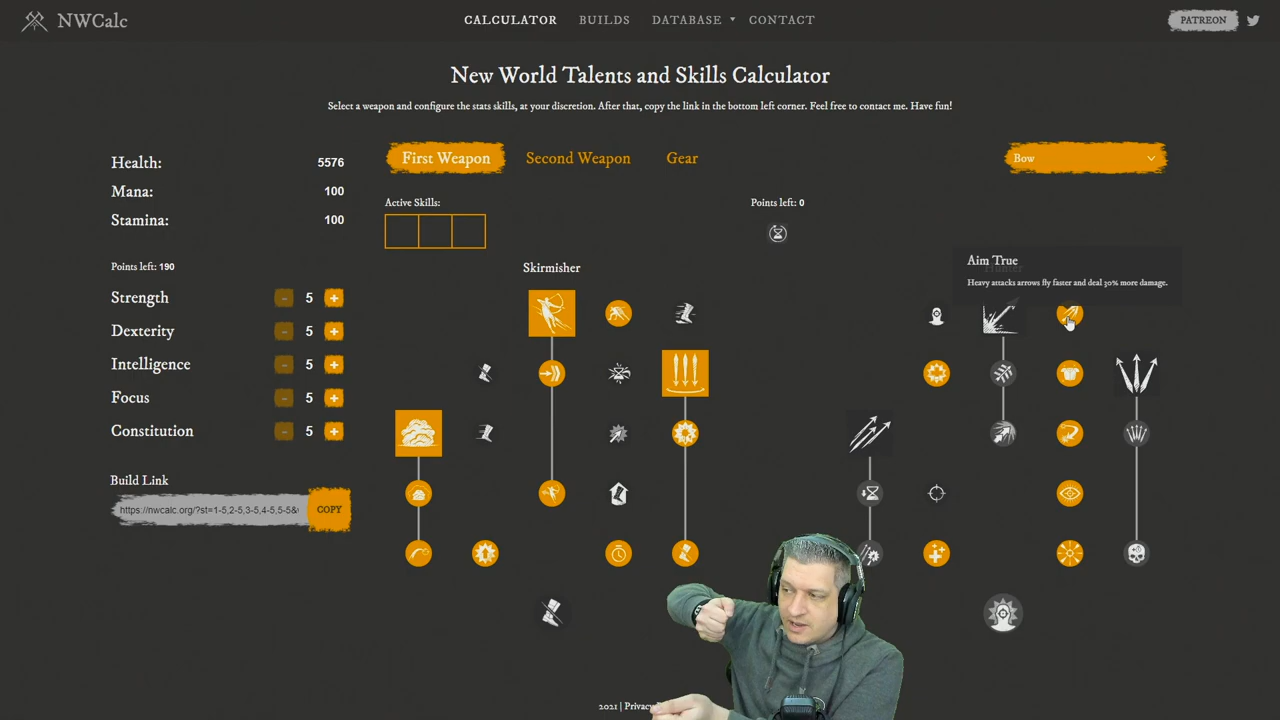 NWCalc
CALCULATOR BUILDS DATABASE CONTACT
PATREON
New World Talents and Skills Calculator
Select a weapon and configure the stats skills, at your discretion. After that, copy the link in the bottom left corner. Feel free to contact me. Have fun!
Health: 5576
Mana: 100
Stamina: 100
Points left: 190
Strength - 5 +
Dexterity - 5 +
Intelligence - 5 +
Focus - 5 +
Constitution - 5 +
Build Link
https://nwcalc.org/?st=1-5,2-5,3-5,4-5,5-5&
COPY
First Weapon Second Weapon Gear
Bow
Active Skills:
Points left: 0
Skirmisher
Aim True
Heavy attacks arrows fly faster and deal 30% more damage.
2021 | Privacy